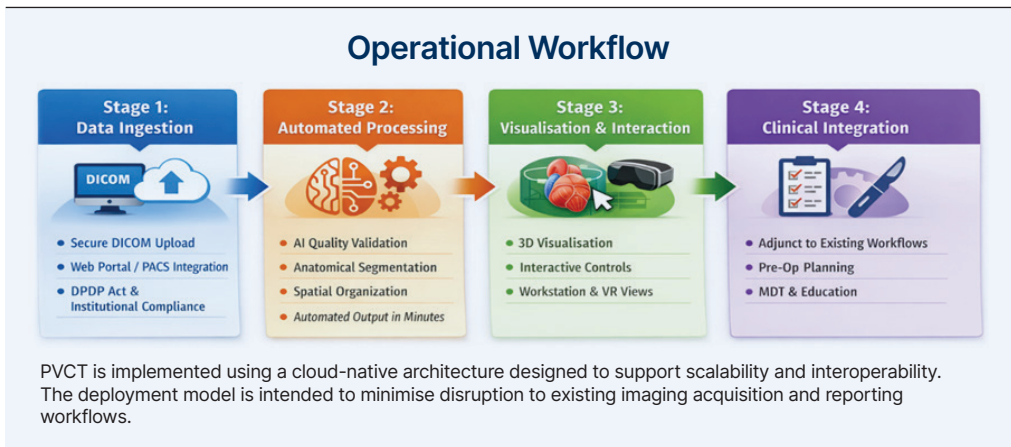 Operational Workflow
Stage 1:
Data Ingestion
DICOM
Secure DICOM Upload
Web Portal / PACS Integration
DPDP Act &
Institutional Compliance
Stage 2:
Automated Processing
AI Quality Validation
Anatomical Segmentation
Spatial Organization
Automated Output in Minutes
Stage 3:
Visualisation & Interaction
3D Visualisation
Interactive Controls
Workstation & VR Views
Stage 4:
Clinical Integration
Adjunct to Existing Workflows
Pre-Op Planning
MDT & Education
PVCT is implemented using a cloud-native architecture designed to support scalability and interoperability.
The deployment model is intended to minimise disruption to existing imaging acquisition and reporting
workflows.